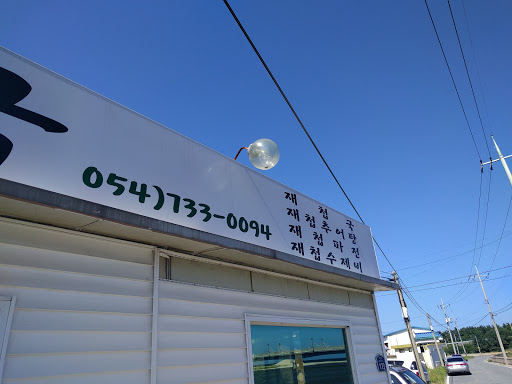 054)733-0094
재 첩 국
재첩추어탕
재 첩 파 전
재첩수제비